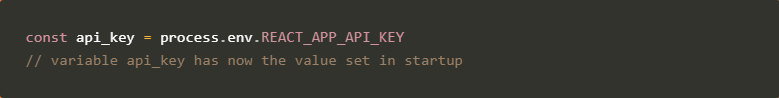 const api_key = process.env.REACT_APP_API_KEY
// variable api_key has now the value set in startup